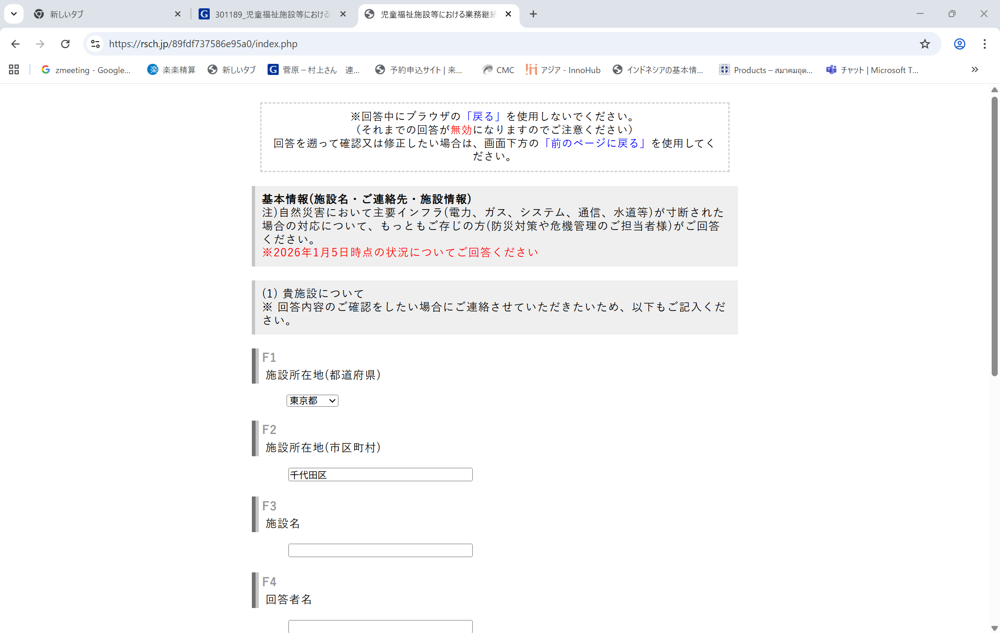 新しいタブ
301189_児童福祉施設等における
児童福祉施設等における業務継続
https://rsch.jp/89fdf737586e95a0/index.php
zmeeting - Google...
楽楽精算
新しいタブ
菅原－村上さん　連...
予約申込サイト | 来...
CMC
アジア - InnoHub
インドネシアの基本情...
Products – สมาคมอุต...
チャット | Microsoft T...
※回答中にブラウザの「戻る」を使用しないでください。
（それまでの回答が無効になりますのでご注意ください）
回答を遡って確認又は修正したい場合は、画面下方の「前のページに戻る」を使用してく
ださい。
基本情報(施設名・ご連絡先・施設情報)
注)自然災害において主要インフラ(電力、ガス、システム、通信、水道等)が寸断された
場合の対応について、もっともご存じの方(防災対策や危機管理のご担当者様)がご回答
ください。
※2026年1月5日時点の状況についてご回答ください
(1) 貴施設について
※ 回答内容のご確認をしたい場合にご連絡させていただきたいため、以下もご記入くだ
さい。
F1
施設所在地(都道府県)
東京都
F2
施設所在地(市区町村)
千代田区
F3
施設名
F4
回答者名